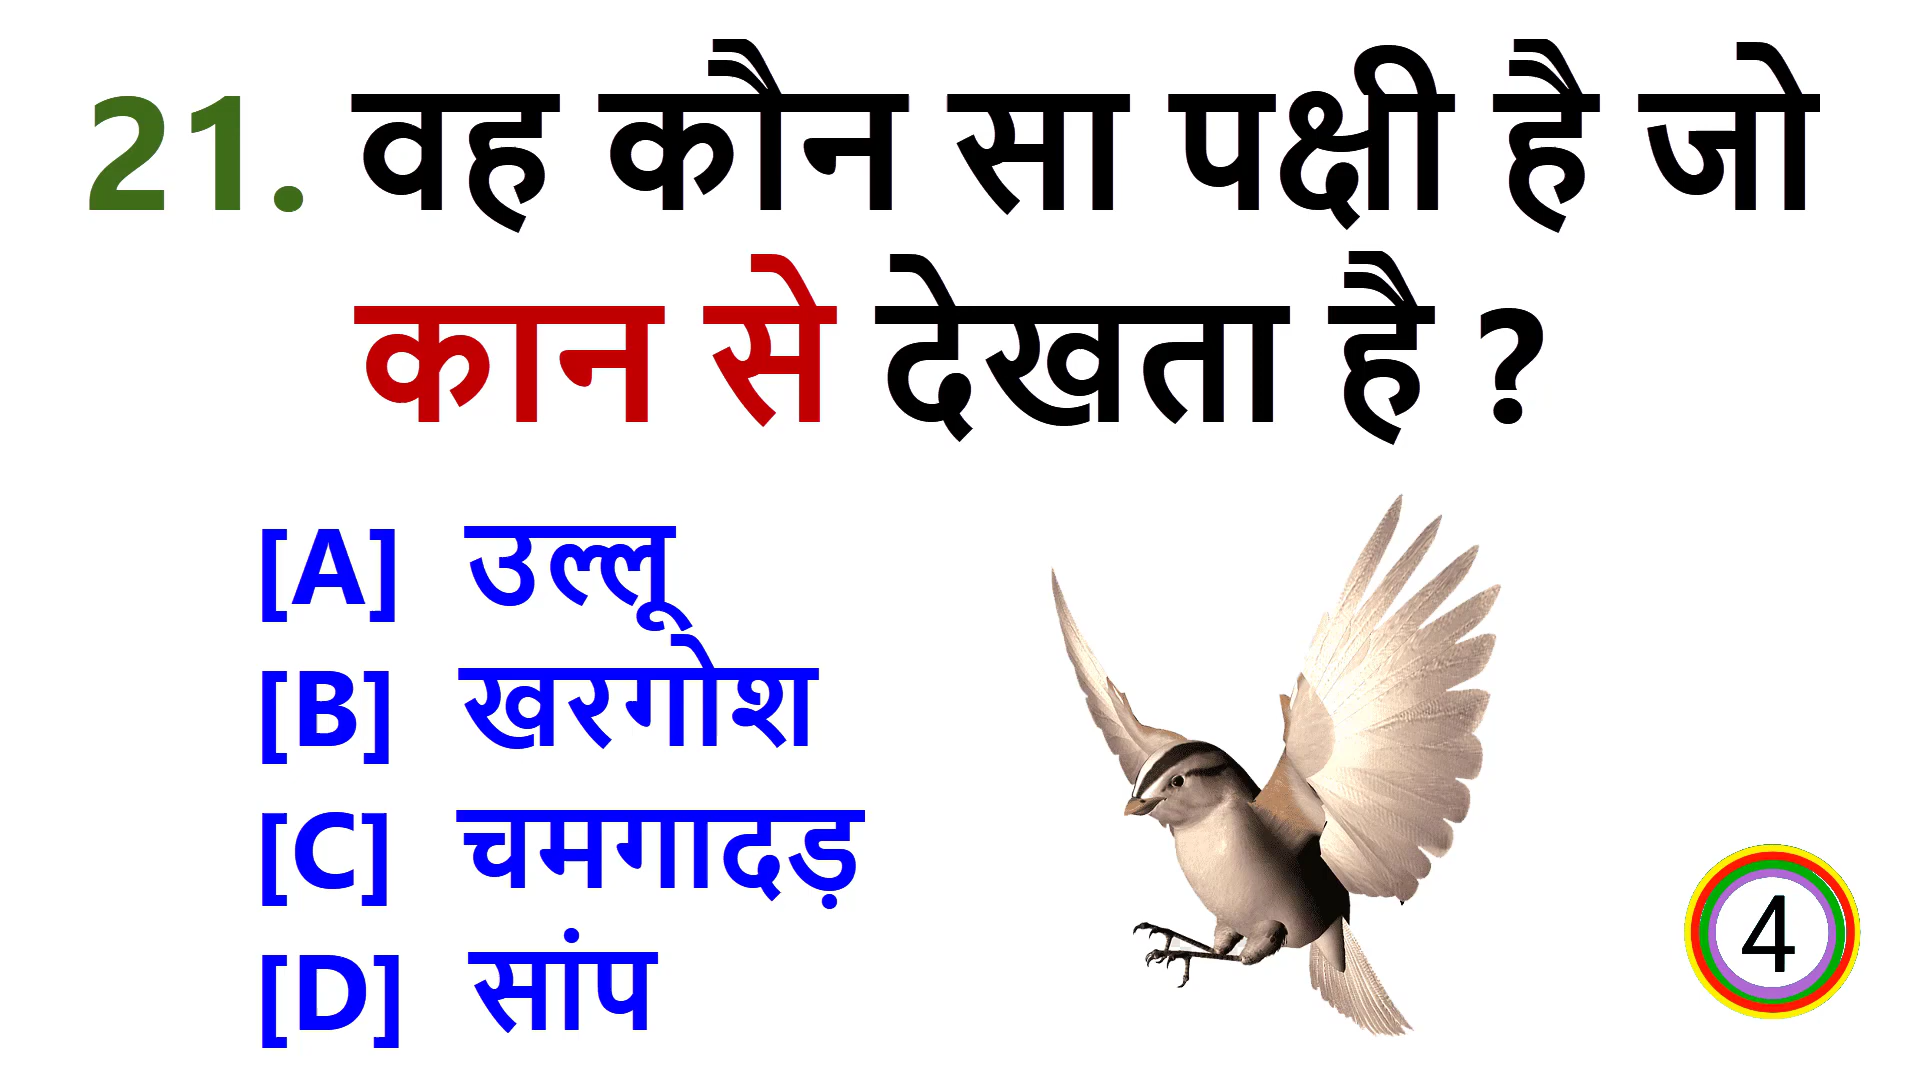 21. वह कौन सा पक्षी है जो
कान से देखता है ?
[A] उल्लू
[B] खरगोश
[C] चमगादड़
[D] सांप
4